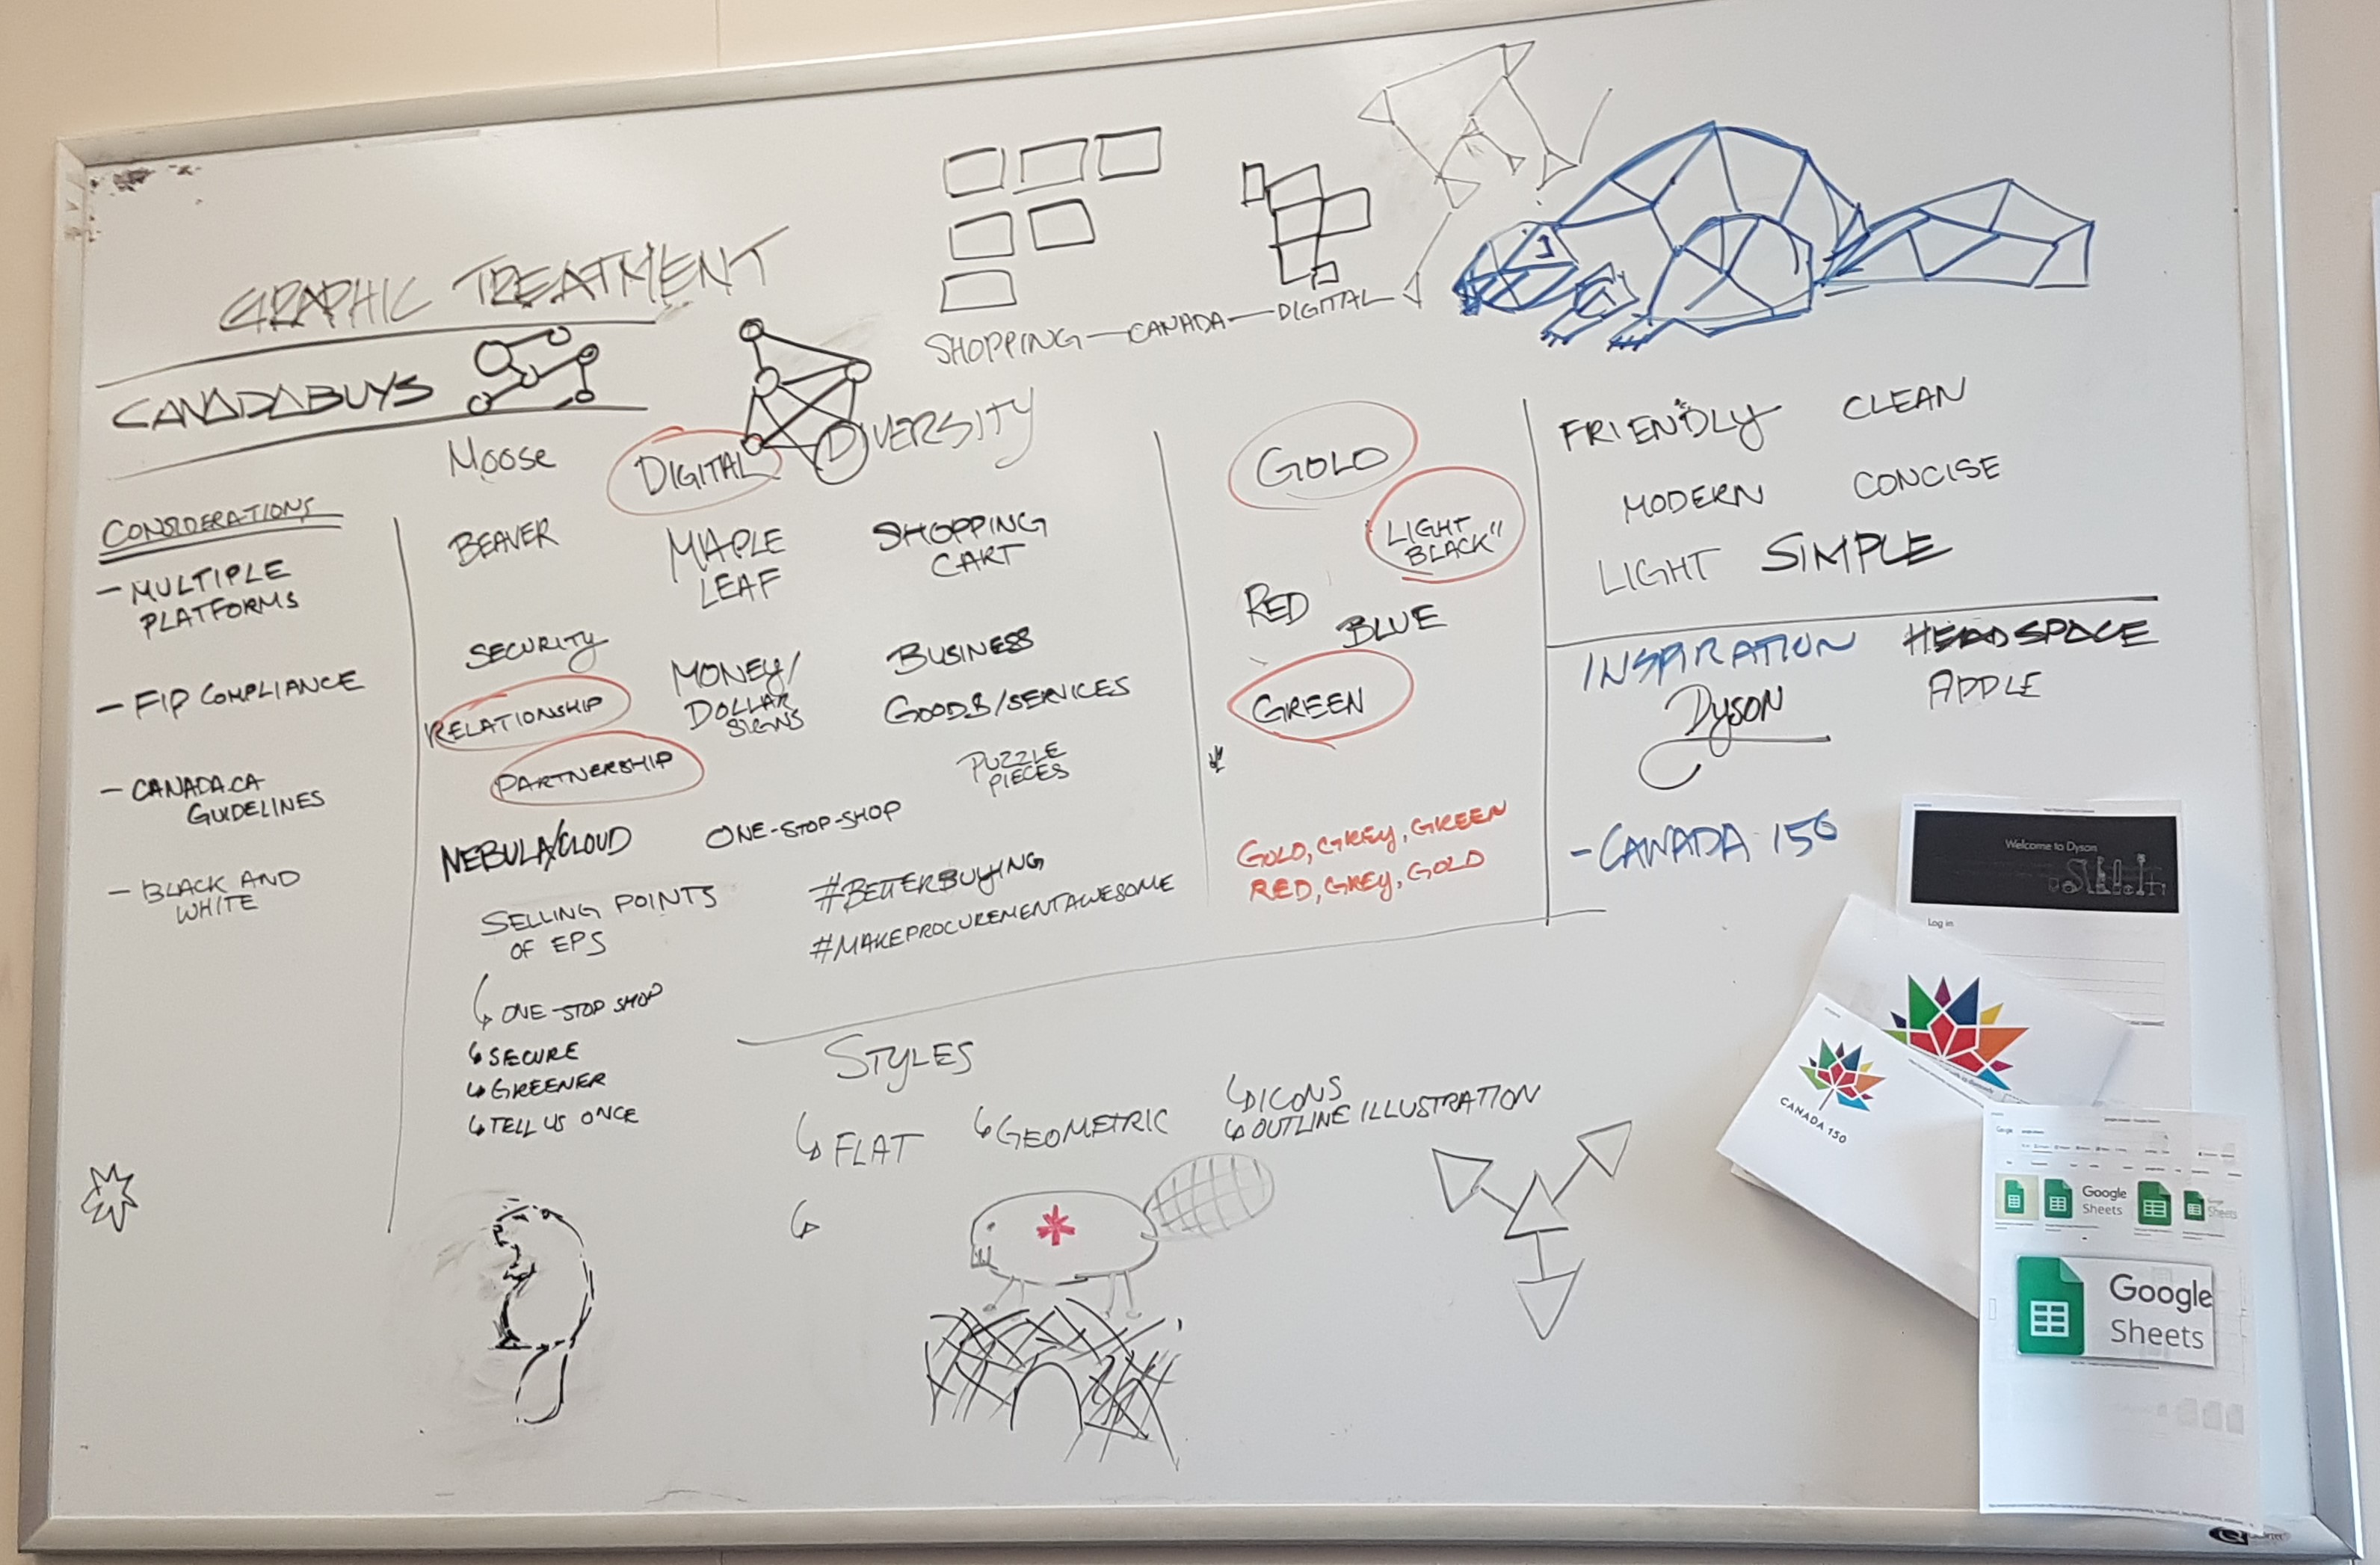 GRAPHIC TREATMENT
CANADABUYS
SHOPPING — CANADA — DIGITAL
CONSIDERATIONS
- MULTIPLE
PLATFORMS
- FIP COMPLIANCE
- CANADA.CA
GUIDELINES
- BLACK AND
WHITE
MOOSE
DIGITAL
DIVERSITY
BEAVER
MAPLE
LEAF
SHOPPING
CART
SECURITY
MONEY/
DOLLAR
SIGNS
BUSINESS
GOODS/SERVICES
RELATIONSHIP
PARTNERSHIP
PUZZLE
PIECES
NEBULA/CLOUD
ONE-STOP-SHOP
#BETTERBUYING
#MAKEPROCUREMENTAWESOME
SELLING POINTS
OF EPS
ONE-STOP SHOP
SECURE
GREENER
TELL US ONCE
GOLD
LIGHT
BLACK"
RED
BLUE
GREEN
GOLD, GREY, GREEN
RED, GREY, GOLD
FRIENDLY CLEAN
MODERN CONCISE
LIGHT SIMPLE
INSPIRATION HEADSPACE
DYSON
APPLE
- CANADA 150
STYLES
FLAT
GEOMETRIC
ICONS
OUTLINE ILLUSTRATION
Welcome to Dyson
Log in
CANADA 150
Google
Sheets
Google
Sheets
Google
Sheets